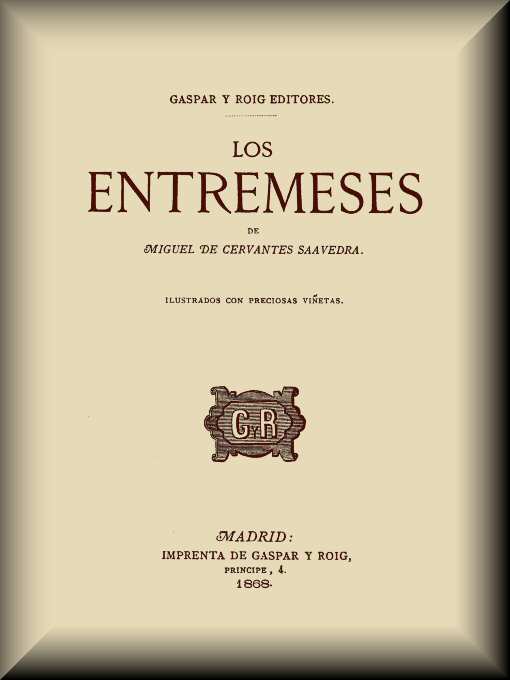 GASPAR Y ROIG EDITORES.
LOS
ENTREMESES
DE
MIGUEL DE CERVANTES SAAVEDRA.
ILUSTRADOS CON PRECIOSAS VIÑETAS.
G Y R
MADRID:
IMPRENTA DE GASPAR Y ROIG,
PRINCIPE, 4.
1868.